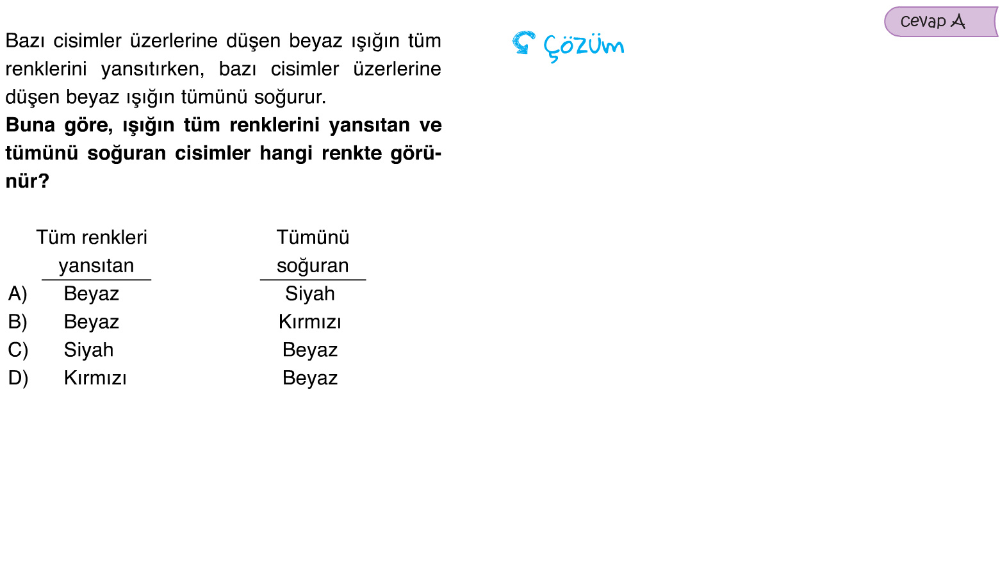 Bazı cisimler üzerlerine düşen beyaz ışığın tüm
renklerini yansıtırken, bazı cisimler üzerlerine
düşen beyaz ışığın tümünü soğurur.
Buna göre, ışığın tüm renklerini yansıtan ve
tümünü soğuran cisimler hangi renkte görü-
nür?
Tüm renkleri Tümünü
yansıtan soğuran
A) Beyaz Siyah
B) Beyaz Kırmızı
C) Siyah Beyaz
D) Kırmızı Beyaz
Çözüm
Cevap A